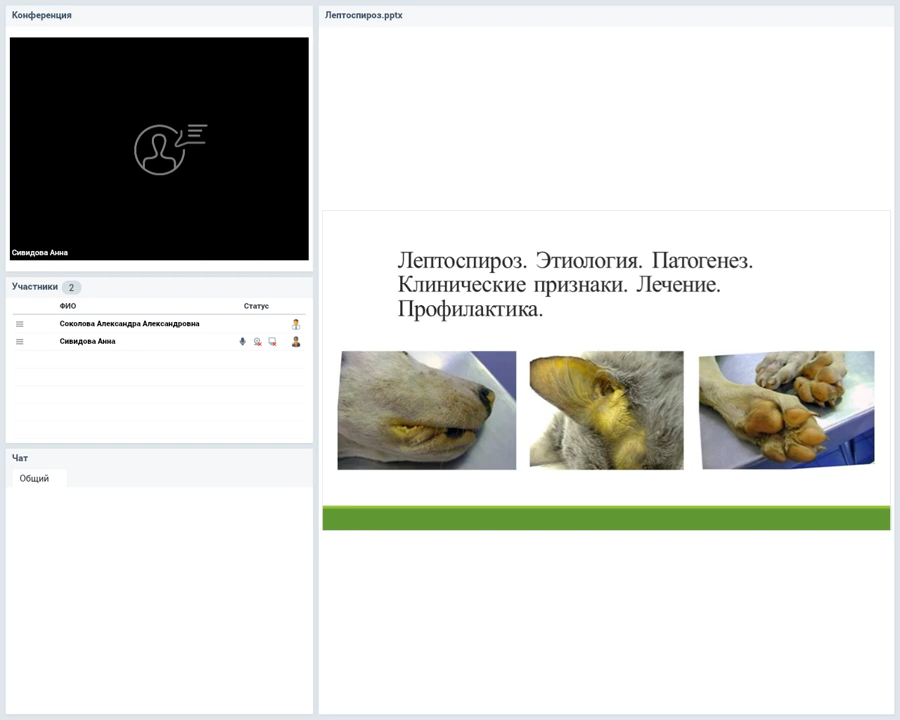 Конференция
Сивидова Анна
Участники 2
ФИО Статус
Соколова Александра Александровна
Сивидова Анна
Чат
Общий
Лептоспироз.pptx
Лептоспироз. Этиология. Патогенез.
Клинические признаки. Лечение.
Профилактика.